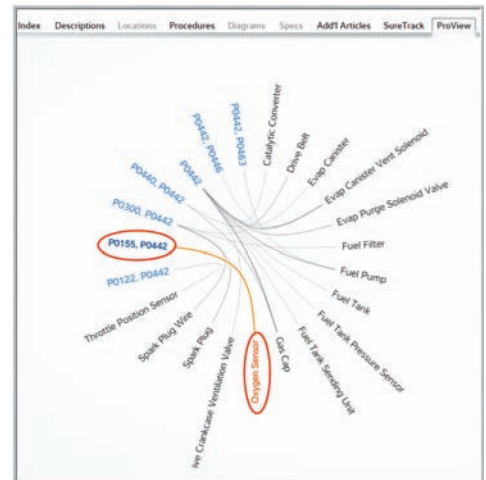 Index Descriptions Locations Procedures Diagrams Specs Add'l Articles SureTrack ProView
P0442, P0463
P0442, P0446
P0442
P0440, P0442
P0300, P0442
P0155, P0442
P0122, P0442
Throttle Position Sensor
Spark Plug Wire
Spark Plug
ive Crankcase Ventilation Valve
Oxygen Sensor
Gas Cap
Fuel Tank Sending Unit
Fuel Tank Pressure Sensor
Fuel Tank
Fuel Pump
Fuel Filter
Evap Purge Solenoid Valve
Evap Canister Vent Solenoid
Evap Canister
Drive Belt
Catalytic Converter